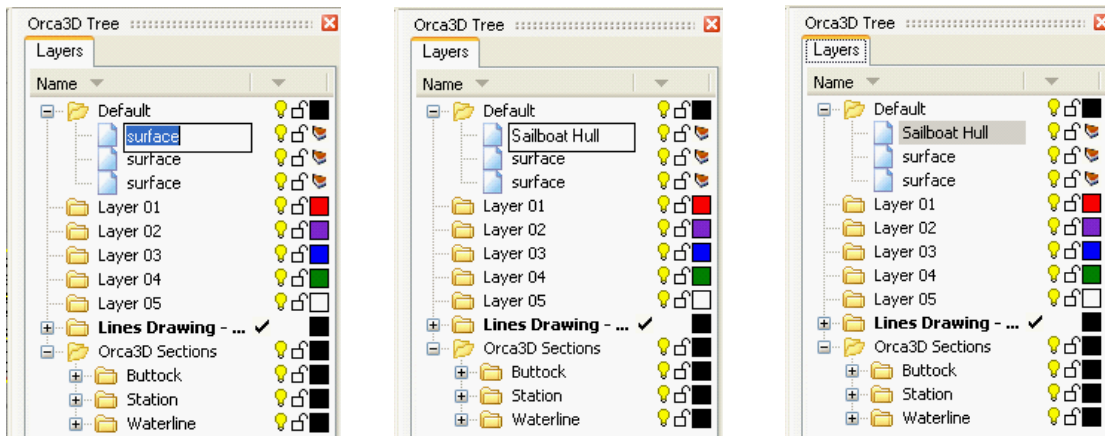 Orca3D Tree
Layers
Name
Default
surface
surface
surface
Layer 01
Layer 02
Layer 03
Layer 04
Layer 05
Lines Drawing - ...
Orca3D Sections
Buttock
Station
Waterline
Orca3D Tree
Layers
Name
Default
Sailboat Hull
surface
surface
Layer 01
Layer 02
Layer 03
Layer 04
Layer 05
Lines Drawing - ...
Orca3D Sections
Buttock
Station
Waterline
Orca3D Tree
Layers
Name
Default
Sailboat Hull
surface
surface
Layer 01
Layer 02
Layer 03
Layer 04
Layer 05
Lines Drawing - ...
Orca3D Sections
Buttock
Station
Waterline